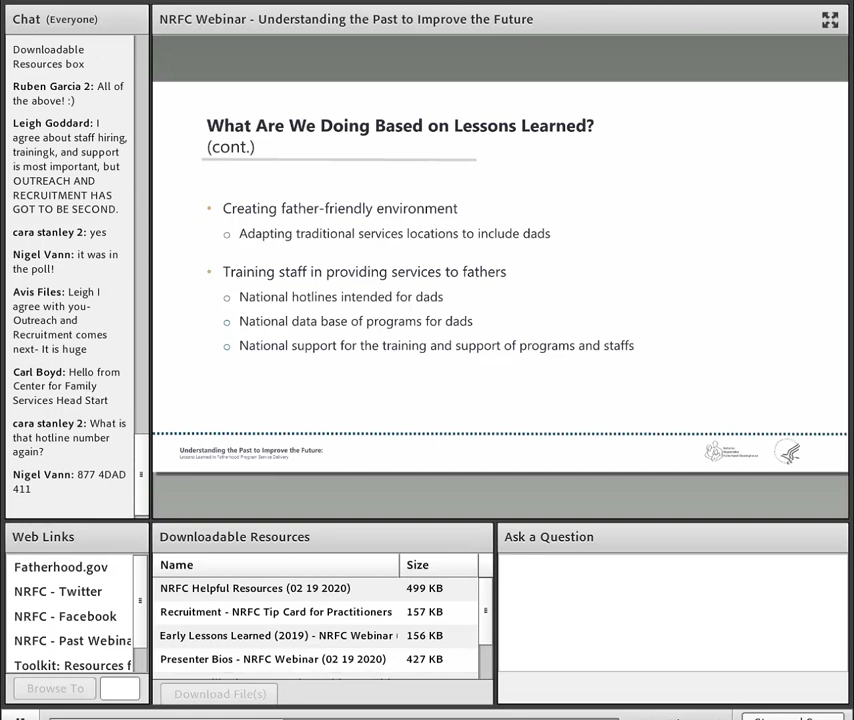 Chat (Everyone)
NRFC Webinar - Understanding the Past to Improve the Future
Downloadable
Resources box
Ruben Garcia 2: All of
the above! :)
Leigh Goddard: I
agree about staff hiring,
trainingk, and support
is most important, but
OUTREACH AND
RECRUITMENT HAS
GOT TO BE SECOND.
cara stanley 2: yes
Nigel Vann: it was in
the poll!
Avis Files: Leigh I
agree with you-
Outreach and
Recruitment comes
next- It is huge
Carl Boyd: Hello from
Center for Family
Services Head Start
cara stanley 2: What is
that hotline number
again?
Nigel Vann: 877 4DAD
411
What Are We Doing Based on Lessons Learned?
(cont.)
• Creating father-friendly environment
o Adapting traditional services locations to include dads
• Training staff in providing services to fathers
o National hotlines intended for dads
o National data base of programs for dads
o National support for the training and support of programs and staffs
Understanding the Past to Improve the Future:
Lessons Learned in Fatherhood Program Service Delivery
Web Links
Fatherhood.gov
NRFC - Twitter
NRFC - Facebook
NRFC - Past Webina
Toolkit: Resources f
Browse To
Downloadable Resources
Name Size
NRFC Helpful Resources (02 19 2020) 499 KB
Recruitment - NRFC Tip Card for Practitioners 157 KB
Early Lessons Learned (2019) - NRFC Webinar 156 KB
Presenter Bios - NRFC Webinar (02 19 2020) 427 KB
Download File(s)
Ask a Question